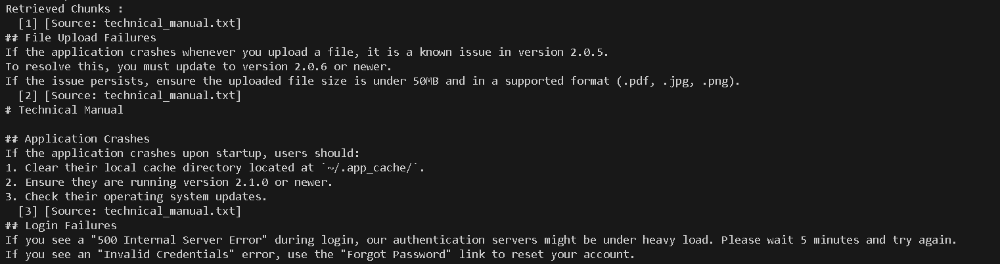 Retrieved Chunks :
  [1] [Source: technical_manual.txt]
## File Upload Failures
If the application crashes whenever you upload a file, it is a known issue in version 2.0.5.
To resolve this, you must update to version 2.0.6 or newer.
If the issue persists, ensure the uploaded file size is under 50MB and in a supported format (.pdf, .jpg, .png).
  [2] [Source: technical_manual.txt]
# Technical Manual

## Application Crashes
If the application crashes upon startup, users should:
1. Clear their local cache directory located at `~/.app_cache/`.
2. Ensure they are running version 2.1.0 or newer.
3. Check their operating system updates.
  [3] [Source: technical_manual.txt]
## Login Failures
If you see a "500 Internal Server Error" during login, our authentication servers might be under heavy load. Please wait 5 minutes and try again.
If you see an "Invalid Credentials" error, use the "Forgot Password" link to reset your account.